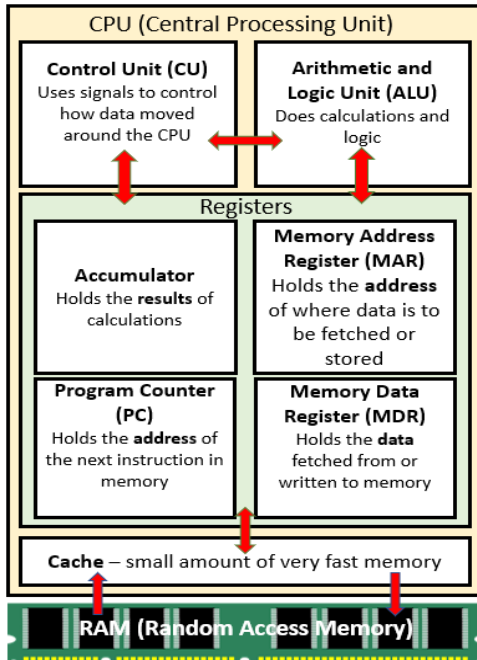 CPU (Central Processing Unit)
Control Unit (CU)
Uses signals to control
how data moved
around the CPU
Arithmetic and
Logic Unit (ALU)
Does calculations and
logic
Registers
Accumulator
Holds the results of
calculations
Memory Address
Register (MAR)
Holds the address
of where data is to
be fetched or
stored
Program Counter
(PC)
Holds the address of
the next instruction in
memory
Memory Data
Register (MDR)
Holds the data
fetched from or
written to memory
Cache – small amount of very fast memory
RAM (Random Access Memory)